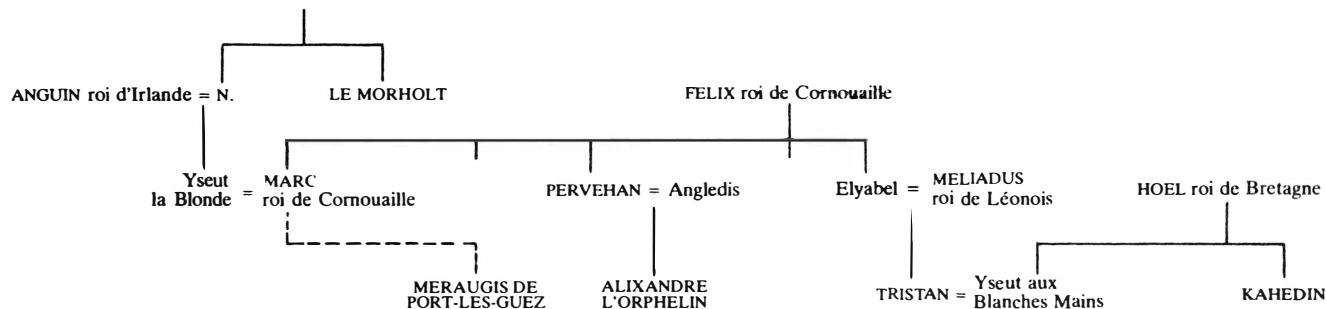 ANGUIN roi d'Irlande = N.
LE MORHOLT
FELIX roi de Cornouaille
Yseut
la Blonde
=
MARC
roi de Cornouaille
PERVEHAN = Angledis
Elyabel =
MELIADUS
roi de Léonois
HOEL roi de Bretagne
MERAUGIS DE
PORT-LES-GUEZ
ALIXANDRE
L'ORPHELIN
TRISTAN =
Yseut aux
Blanches Mains
KAHEDIN